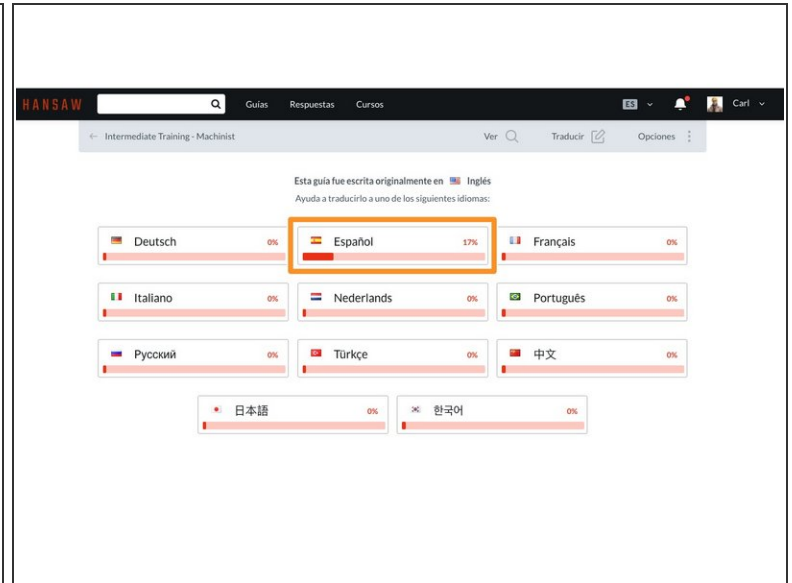 HANSAW Guías Respuestas Cursos ES Carl
← Intermediate Training - Machinist Ver Traducir Opciones
Esta guía fue escrita originalmente en Inglés
Ayuda a traducirlo a uno de los siguientes idiomas:
Deutsch 0% Español 17% Français 0%
Italiano 0% Nederlands 0% Português 0%
Русский 0% Türkçe 0% 中文 0%
日本語 0% 한국어 0%